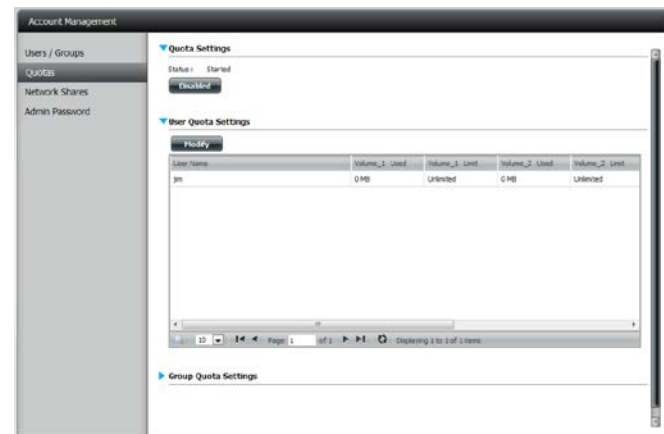 Account Management
Users / Groups
Quotas
Network Shares
Admin Password
Quota Settings
Status : Started
Disabled
User Quota Settings
Modify
User Name Volume_1 Used Volume_1 Limit Volume_2 Used Volume_2 Limit
jim 0 MB Unlimited 0 MB Unlimited
10 Page 1 of 1 Displaying 1 to 1 of 1 items
Group Quota Settings